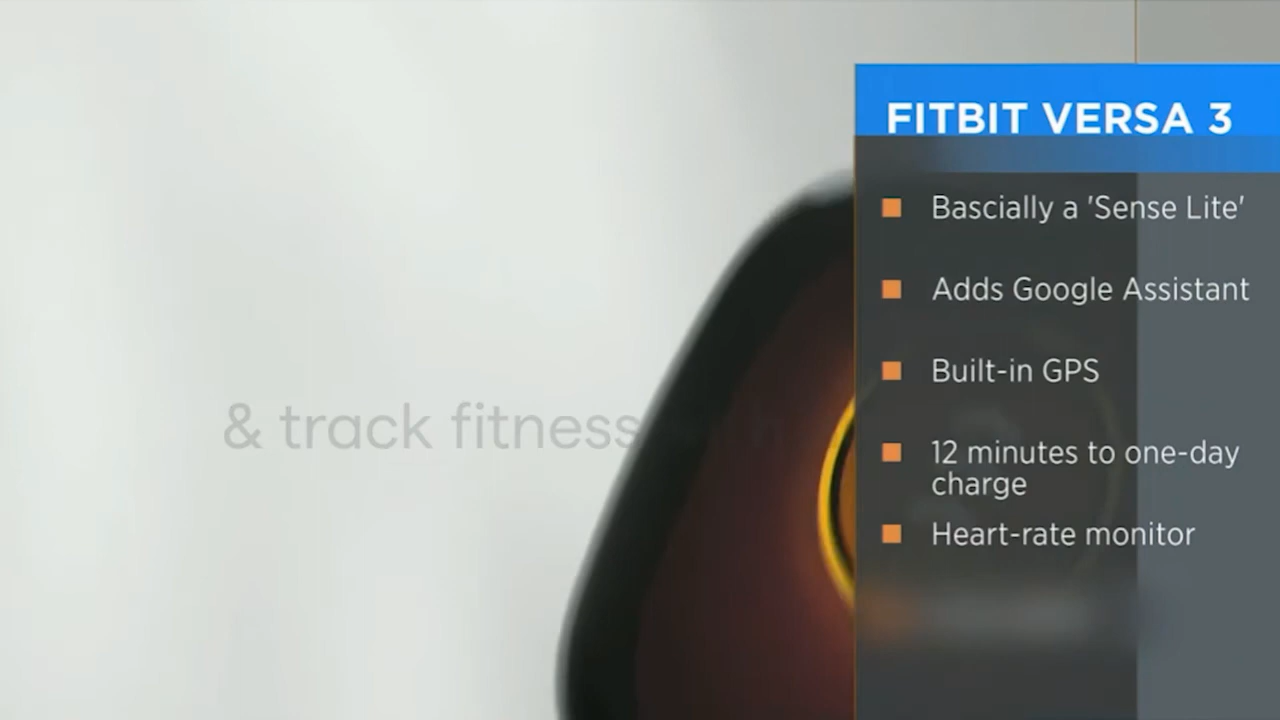 FITBIT VERSA 3
Bascially a 'Sense Lite'
Adds Google Assistant
Built-in GPS
12 minutes to one-day
charge
Heart-rate monitor
& track fitness